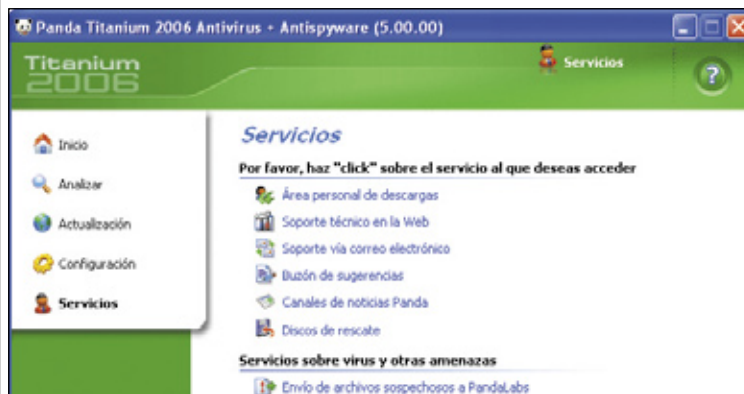 Panda Titanium 2006 Antivirus + Antispyware (5.00.00)
Titanium
2006
Servicios
?
Inicio
Analizar
Actualización
Configuración
Servicios
Servicios
Por favor, haz "click" sobre el servicio al que deseas acceder
Área personal de descargas
Soporte técnico en la Web
Soporte vía correo electrónico
Buzón de sugerencias
Canales de noticias Panda
Discos de rescate
Servicios sobre virus y otras amenazas
Envío de archivos sospechosos a PandaLabs